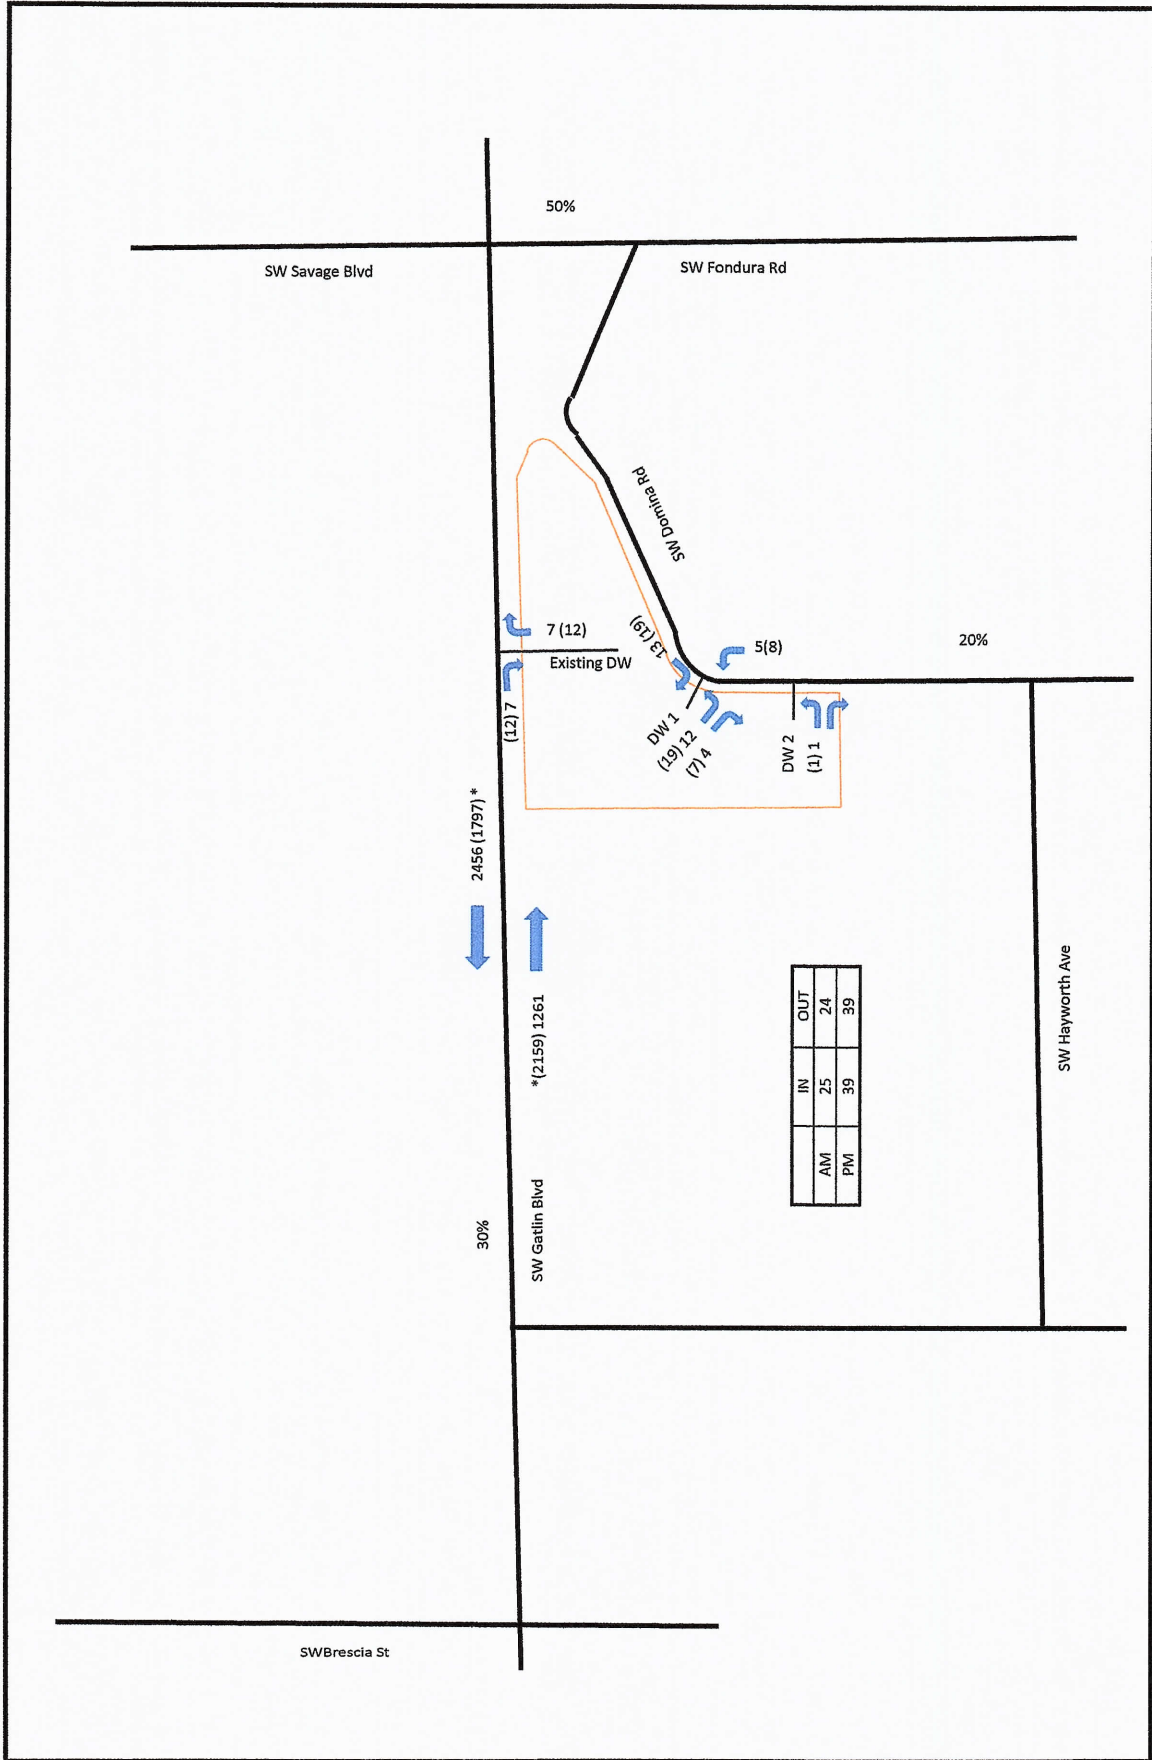 50%
SW Savage Blvd
SW Fondura Rd
SW Domina Rd
7 (12)
Existing DW
(12) 7
13 (19)
5(8)
20%
DW 1
(19) 12
(7) 4
DW 2
(1) 1
2456 (1797) *
*(2159) 1261
30%
SW Gatlin Blvd
IN OUT
AM 25 24
PM 39 39
SW Hayworth Ave
SWBrescia St